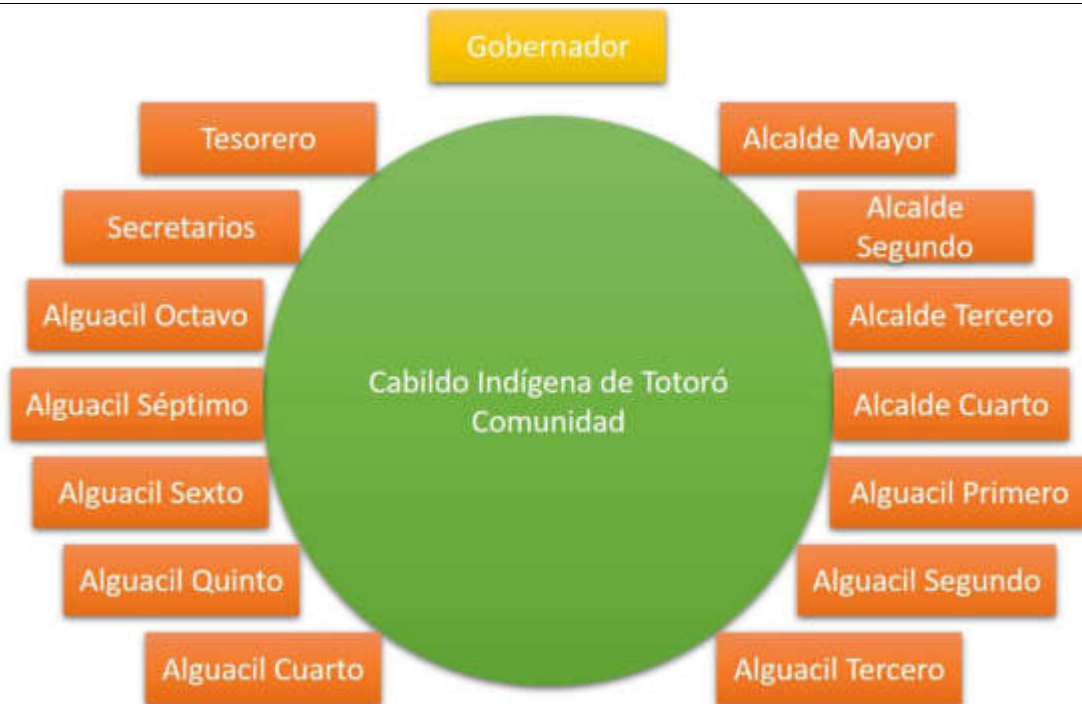 Gobernador
Tesorero
Alcalde Mayor
Secretarios
Alcalde
Segundo
Alguacil Octavo
Alcalde Tercero
Cabildo Indígena de Totoró
Comunidad
Alguacil Séptimo
Alcalde Cuarto
Alguacil Sexto
Alguacil Primero
Alguacil Quinto
Alguacil Segundo
Alguacil Cuarto
Alguacil Tercero